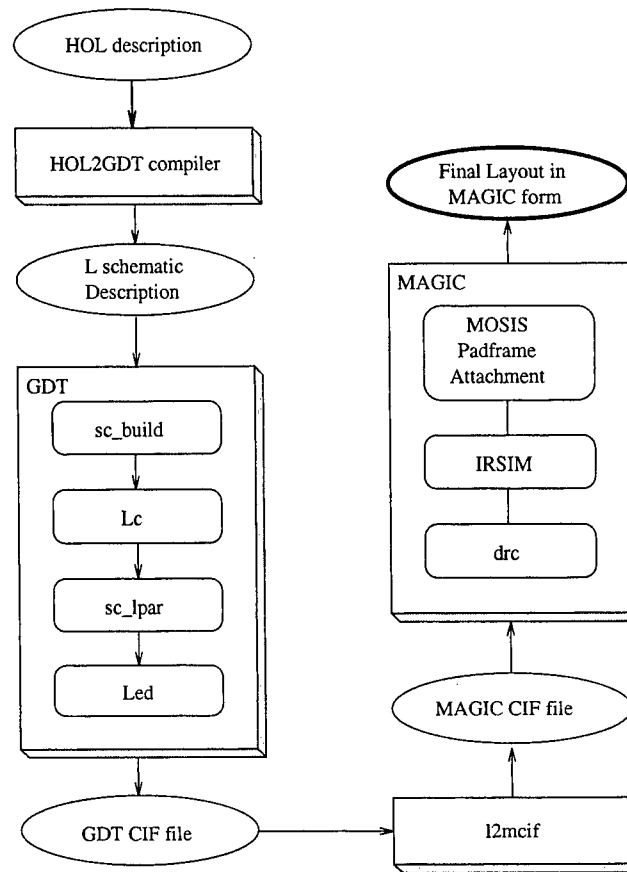 HOL description
HOL2GDT compiler
L schematic
Description
GDT
sc_build
Lc
sc_lpar
Led
GDT CIF file
l2mcif
MAGIC CIF file
MAGIC
MOSIS
Padframe
Attachment
IRSIM
drc
Final Layout in
MAGIC form